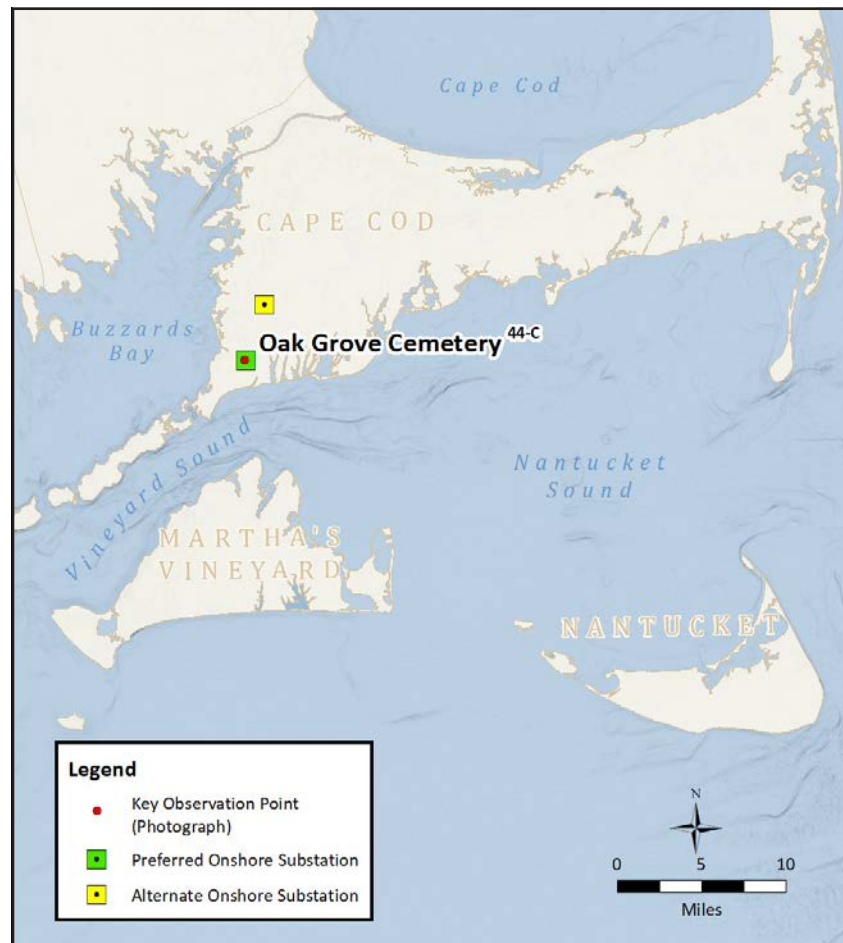 Cape Cod
CAPE COD
Buzzards
Bay
Oak Grove Cemetery 44-C
Vineyard Sound
Nantucket
Sound
MARTHA'S
VINEYARD
NANTUCKET
Legend
Key Observation Point
(Photograph)
Preferred Onshore Substation
Alternate Onshore Substation
N
0 5 10
Miles